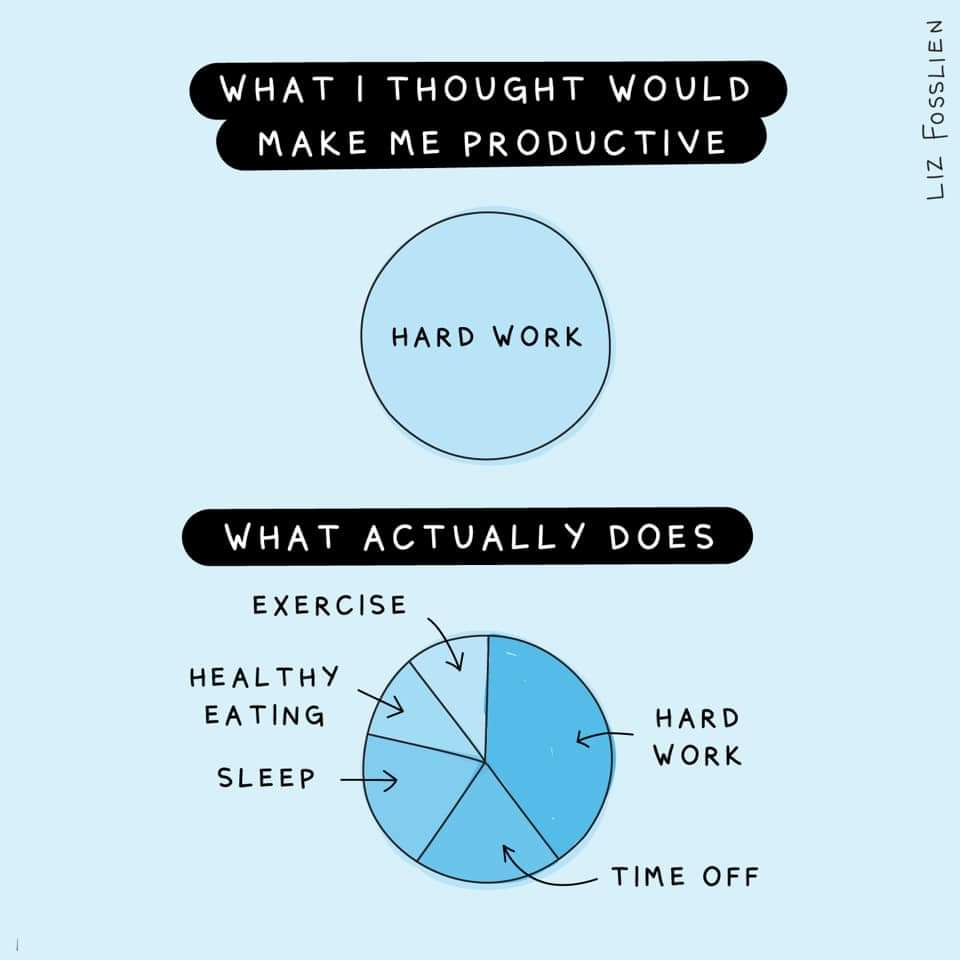 WHAT I THOUGHT WOULD
MAKE ME PRODUCTIVE
LIZ FOSSLIEN
HARD WORK
WHAT ACTUALLY DOES
EXERCISE
HEALTHY
EATING
SLEEP
HARD
WORK
TIME OFF